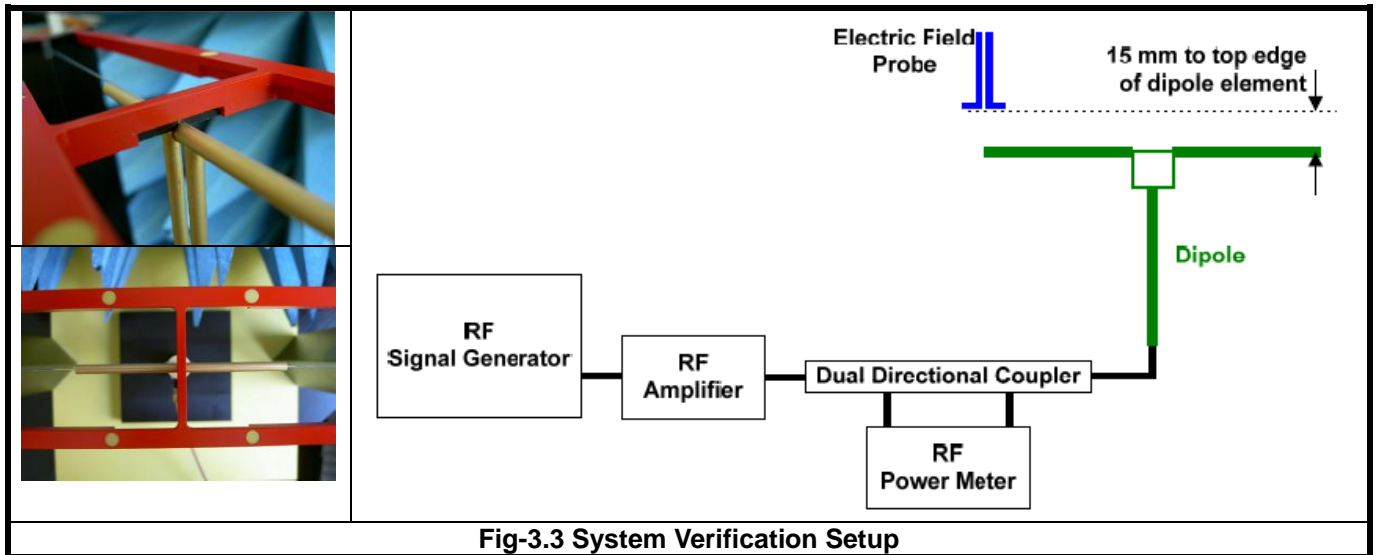 Electric Field
Probe
15 mm to top edge
of dipole element
Dipole
RF
Signal Generator
RF
Amplifier
Dual Directional Coupler
RF
Power Meter
Fig-3.3 System Verification Setup